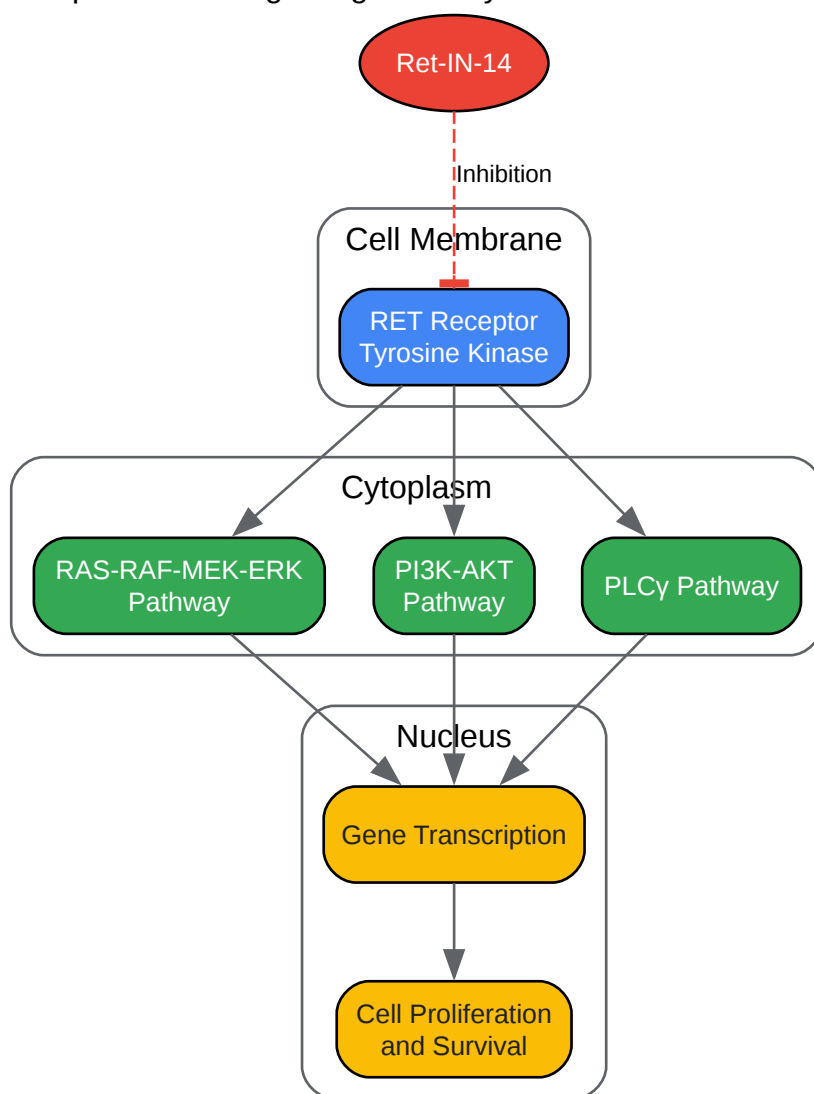 Ret-IN-14
Inhibition
Cell Membrane
RET Receptor
Tyrosine Kinase
Cytoplasm
RAS-RAF-MEK-ERK
Pathway
PI3K-AKT
Pathway
PLCγ Pathway
Nucleus
Gene Transcription
Cell Proliferation
and Survival